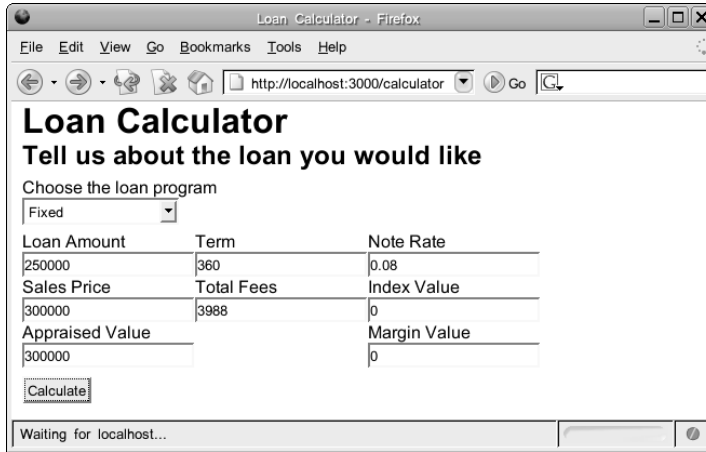 Loan Calculator - Firefox
File Edit View Go Bookmarks Tools Help
http://localhost:3000/calculator Go G
Loan Calculator
Tell us about the loan you would like
Choose the loan program
Fixed
Loan Amount Term Note Rate
250000 360 0.08
Sales Price Total Fees Index Value
300000 3988 0
Appraised Value Margin Value
300000 0
Calculate
Waiting for localhost...